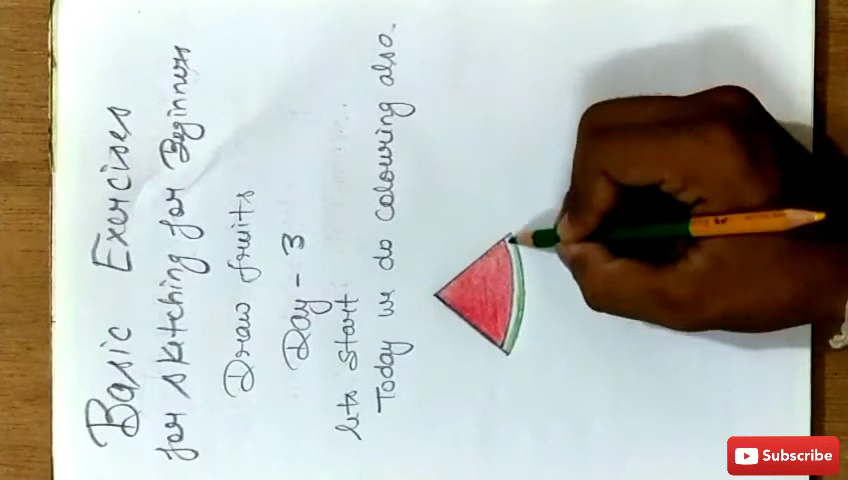 Basic Exercises
for sketching for Beginners
Draw fruits
Day - 3
lets start
Today we do colouring also.
Subscribe